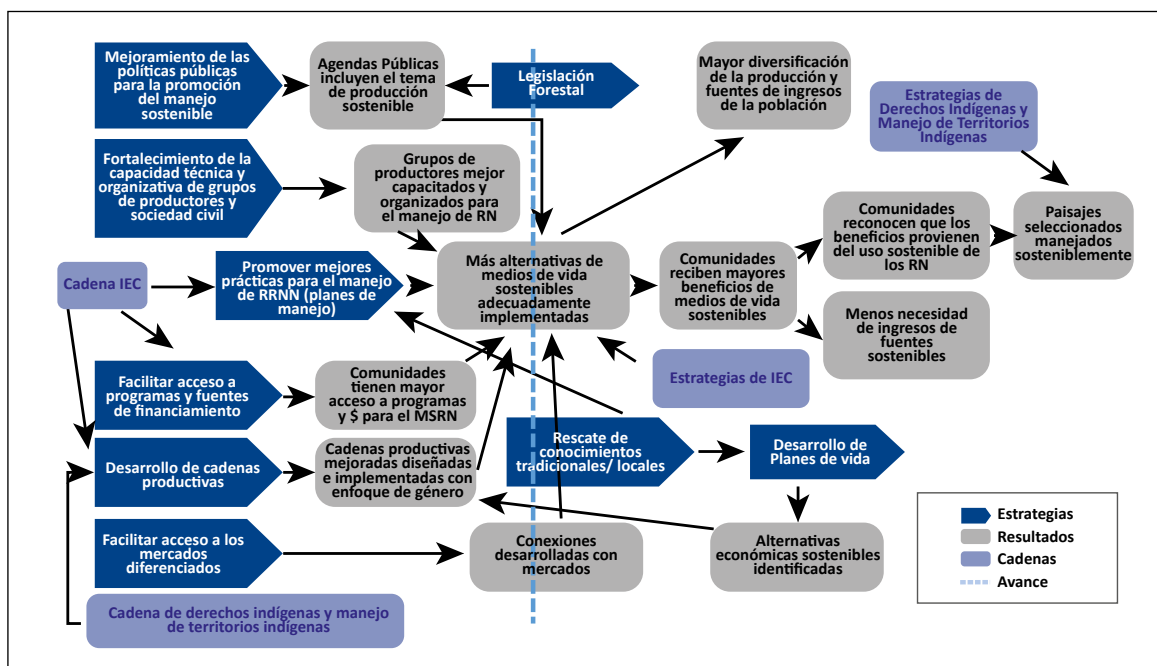 Mejoramiento de las
políticas públicas
para la promoción
del manejo
sostenible
Agendas Públicas
incluyen el tema
de producción
sostenible
Legislación
Forestal
Mayor diversificación
de la producción y
fuentes de ingresos
de la población
Estrategias de
Derechos Indígenas y
Manejo de Territorios
Indígenas
Fortalecimiento de la
capacidad técnica y
organizativa de grupos
de productores y
sociedad civil
Grupos de
productores mejor
capacitados y
organizados para
el manejo de RN
Comunidades
reconocen que los
beneficios provienen
del uso sostenible de
los RN
Paisajes
seleccionados
manejados
sosteniblemente
Cadena IEC
Promover mejores
prácticas para el manejo
de RRNN (planes de
manejo)
Más alternativas de
medios de vida
sostenibles
adecuadamente
implementadas
Comunidades
reciben mayores
beneficios de
medios de vida
sostenibles
Menos necesidad
de ingresos de
fuentes
sostenibles
Facilitar acceso a
programas y fuentes
de financiamiento
Comunidades
tienen mayor
acceso a programas
y $ para el MSRN
Estrategias de IEC
Desarrollo de cadenas
productivas
Cadenas productivas
mejoradas diseñadas
e implementadas con
enfoque de género
Rescate de
conocimientos
tradicionales/ locales
Desarrollo de
Planes de vida
Facilitar acceso a los
mercados
diferenciados
Conexiones
desarrolladas con
mercados
Alternativas
económicas sostenibles
identificadas
Cadena de derechos indígenas y manejo
de territorios indígenas
Estrategias
Resultados
Cadenas
Avance